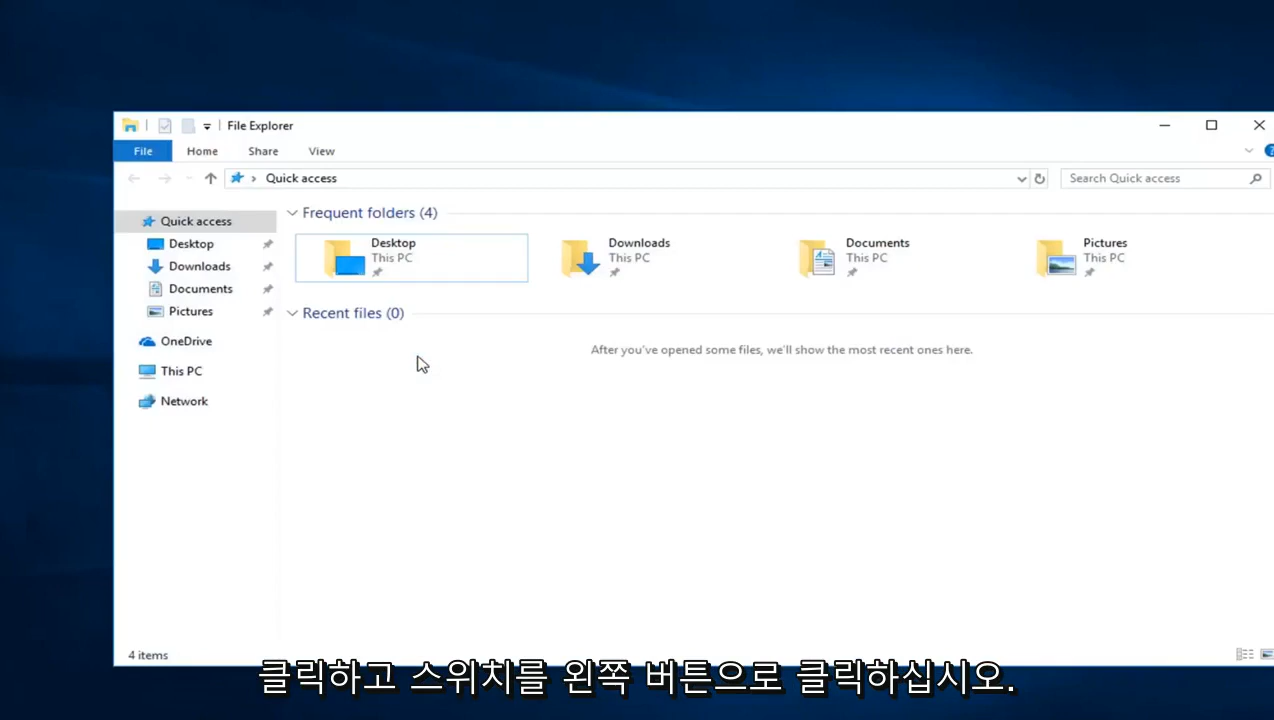 File Explorer
File Home Share View
Quick access
Search Quick access
Quick access
Desktop
Downloads
Documents
Pictures
OneDrive
This PC
Network
Frequent folders (4)
Desktop
This PC
Downloads
This PC
Documents
This PC
Pictures
This PC
Recent files (0)
After you've opened some files, we'll show the most recent ones here.
4 items
클릭하고 스위치를 왼쪽 버튼으로 클릭하십시오.